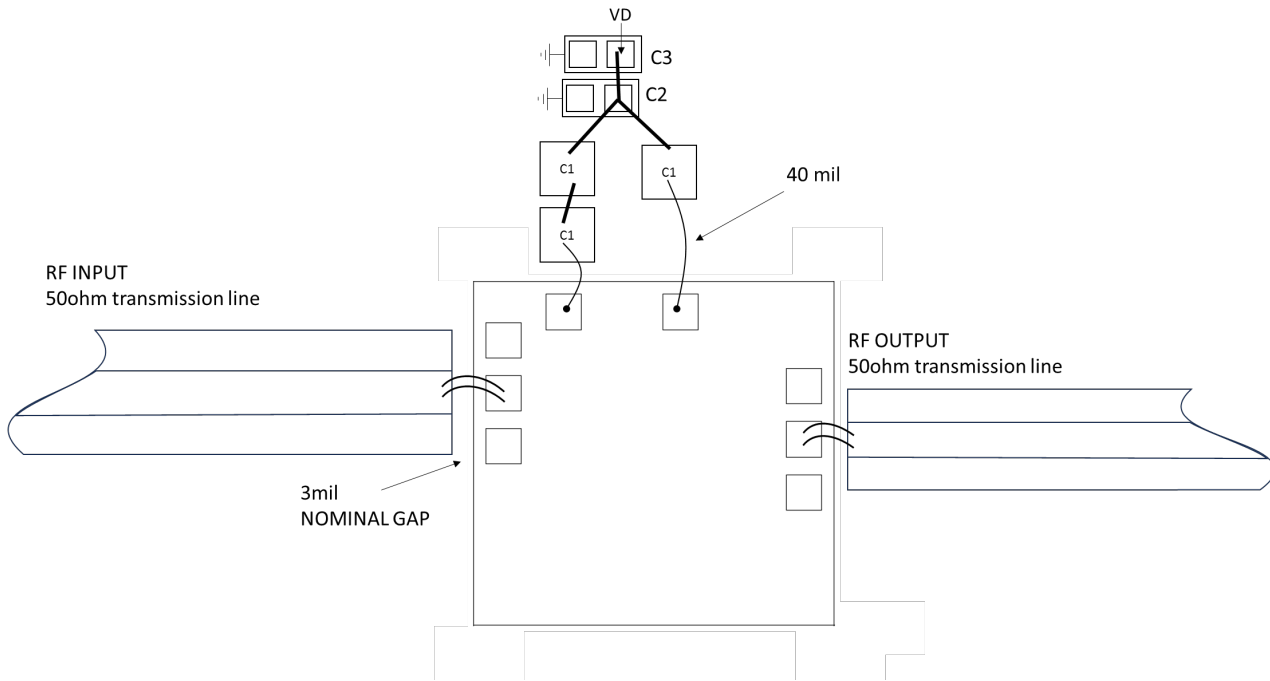 VD
C3
C2
C1
C1
C1
40 mil
RF INPUT
50ohm transmission line
RF OUTPUT
50ohm transmission line
3mil
NOMINAL GAP